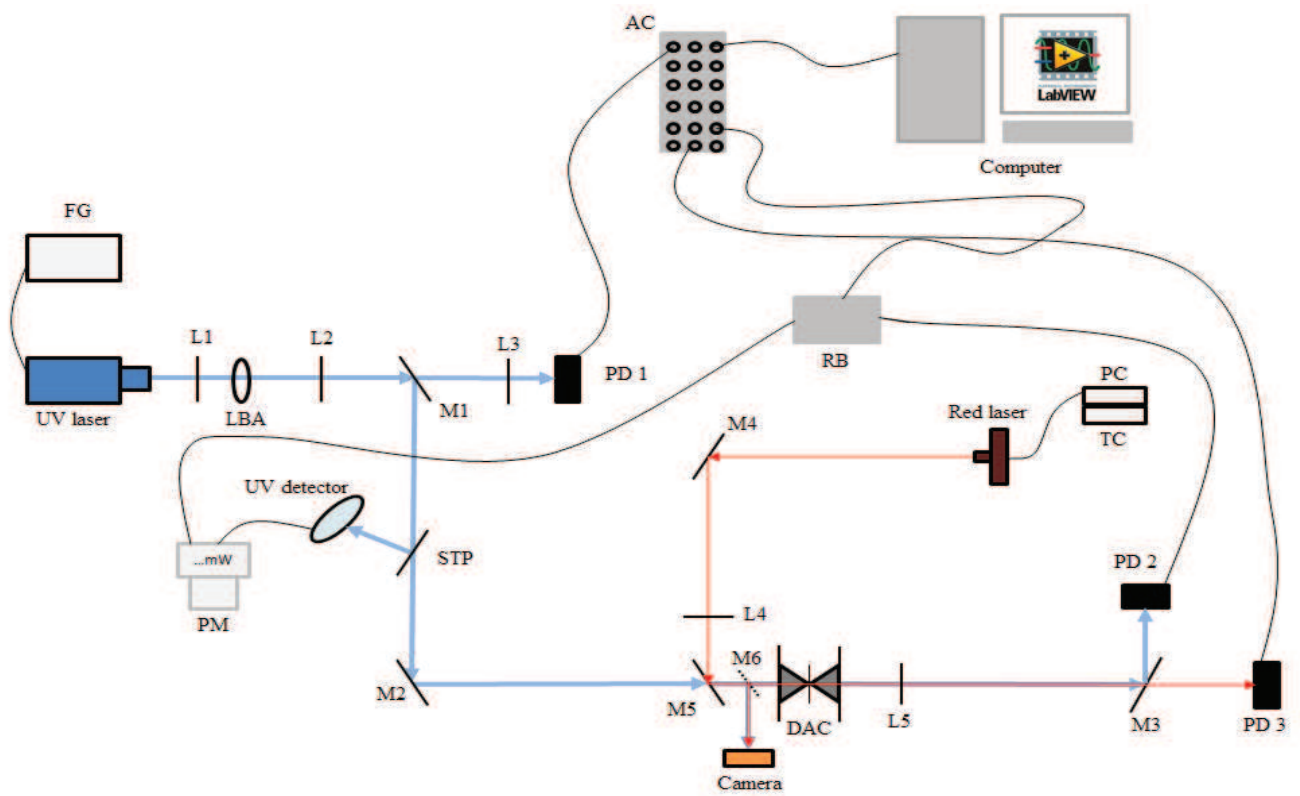 AC
LabVIEW
Computer
FG
L1
L2
L3
LBA
M1
PD 1
UV laser
RB
PC
TC
Red laser
M4
UV detector
STP
...mW
PM
L4
PD 2
M2
M5
M6
DAC
L5
M3
PD 3
Camera